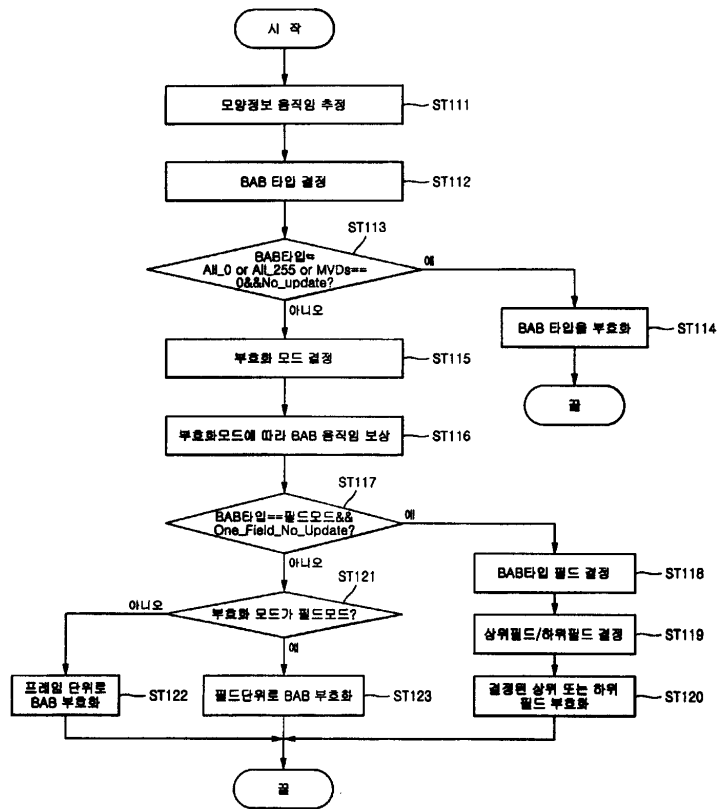 시 작
모양정보 움직임 추정
ST111
BAB 타입 결정
ST112
ST113
BAB타입=
All_0 or All_255 or MVDs==
0&&No_update?
예
아니오
BAB 타입을 부호화
ST114
끝
부호화 모드 결정
ST115
부호화모드에 따라 BAB 움직임 보상
ST116
ST117
BAB타입==필드모드&&
One_Field_No_Update?
예
아니오
BAB타입 필드 결정
ST118
상위필드/하위필드 결정
ST119
결정된 상위 또는 하위
필드 부호화
ST120
ST121
부호화 모드가 필드모드?
아니오
예
프레임 단위로
BAB 부호화
ST122
필드단위로 BAB 부호화
ST123
끝